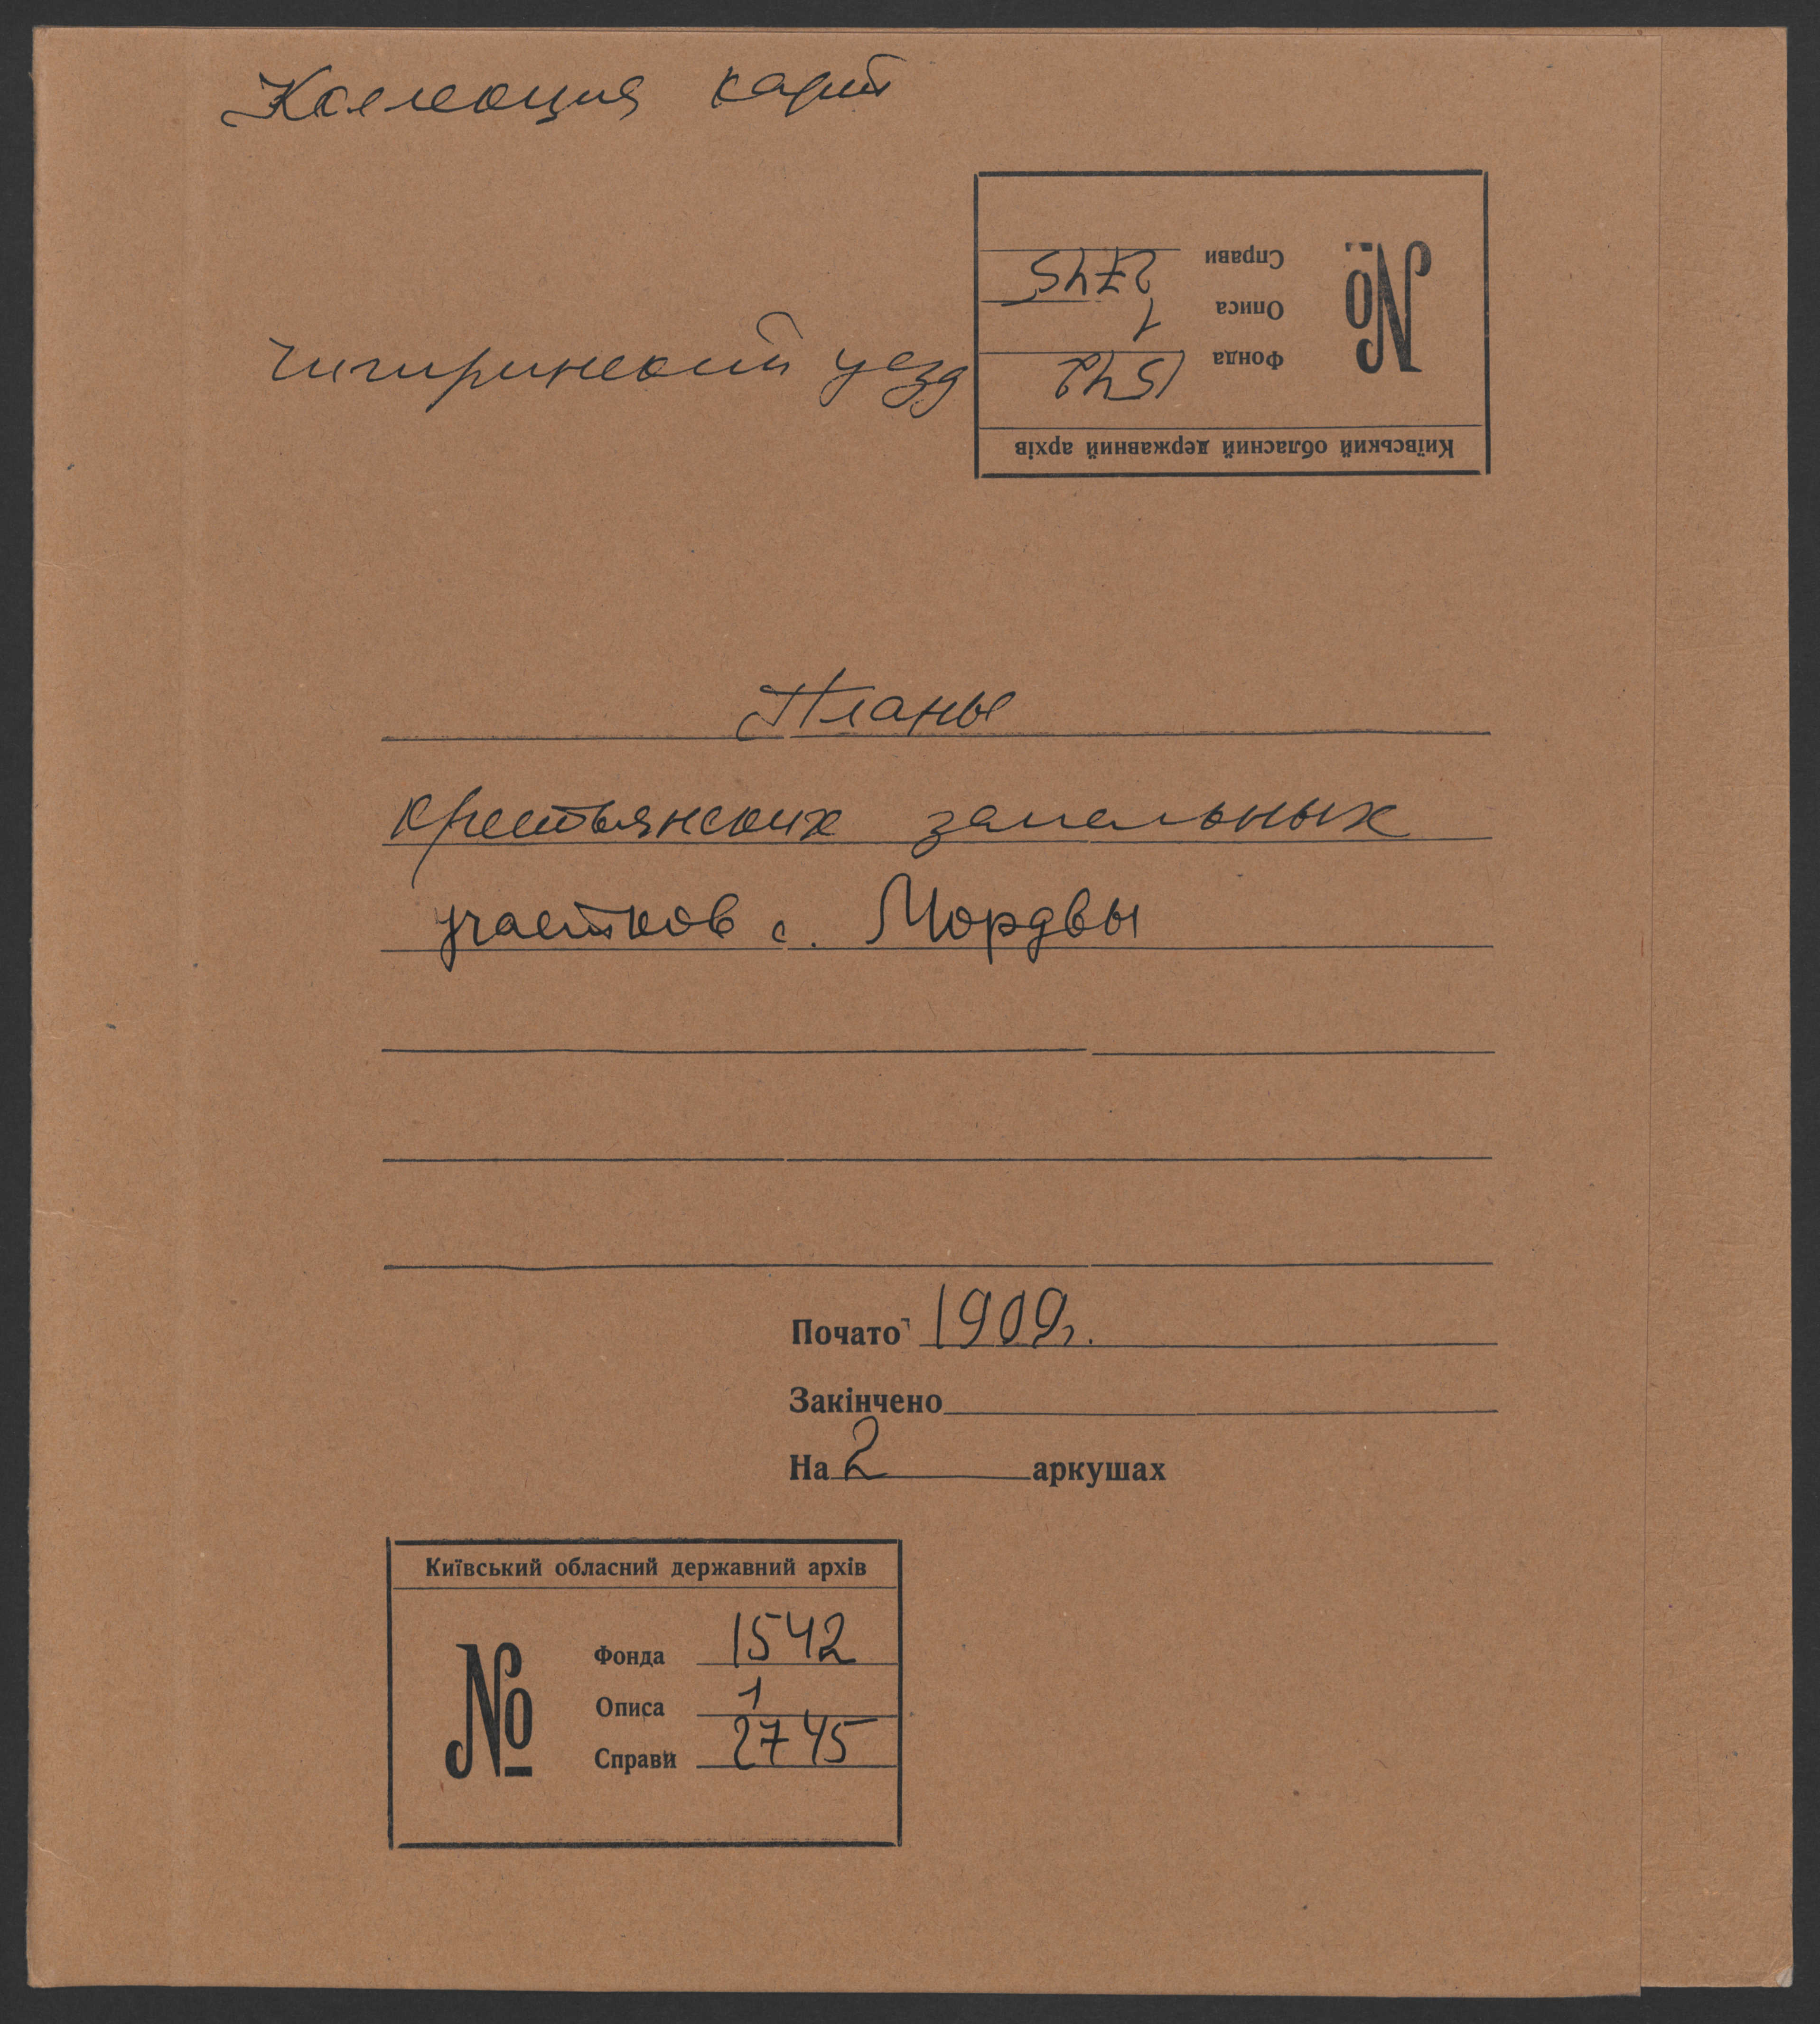 Коллекция карт
Чигиринский уезд
Київський обласний державний архів
№
Фонда 1542
Описа 1
Справи 2745
Планы
крестьянских земельных
участков с. Мордвы
Почато 1909г.
Закінчено
На 2 аркушах
Київський обласний державний архів
№
Фонда 1542
Описа 1
Справи 2745